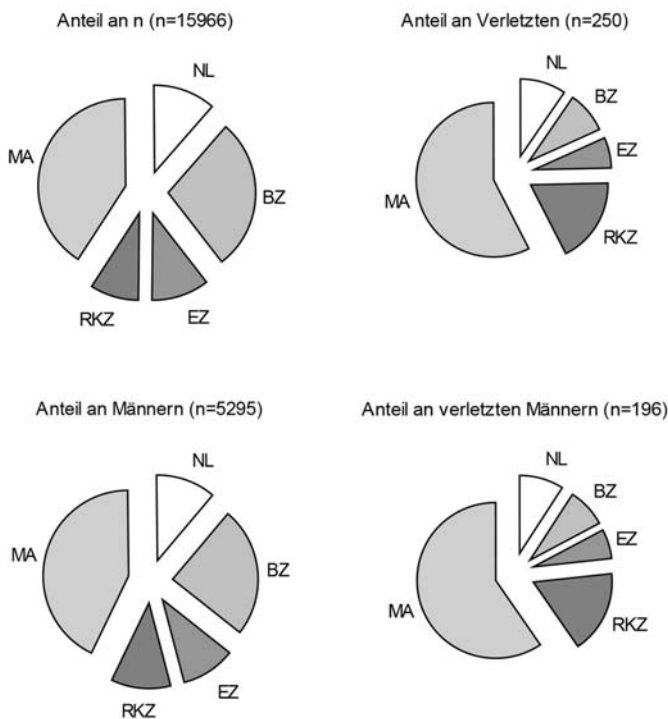 Anteil an n (n=15966)
NL
MA
BZ
RKZ
EZ
Anteil an Verletzten (n=250)
NL
BZ
EZ
MA
RKZ
Anteil an Männern (n=5295)
NL
MA
BZ
EZ
RKZ
Anteil an verletzten Männern (n=196)
NL
BZ
EZ
MA
RKZ